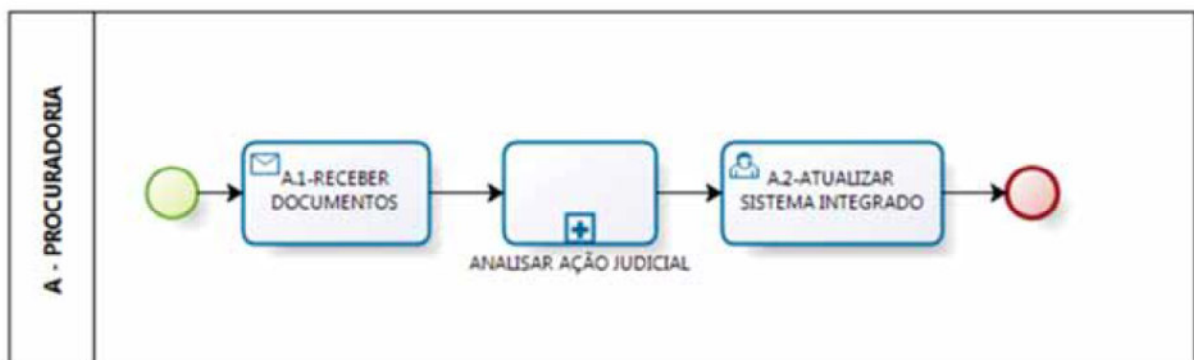 A - PROCURADORIA
A.1-RECEBER
DOCUMENTOS
ANALISAR AÇÃO JUDICIAL
A.2-ATUALIZAR
SISTEMA INTEGRADO